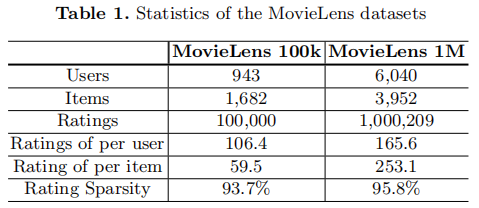 Table 1. Statistics of the MovieLens datasets
MovieLens 100k MovieLens 1M
Users 943 6,040
Items 1,682 3,952
Ratings 100,000 1,000,209
Ratings of per user 106.4 165.6
Rating of per item 59.5 253.1
Rating Sparsity 93.7% 95.8%